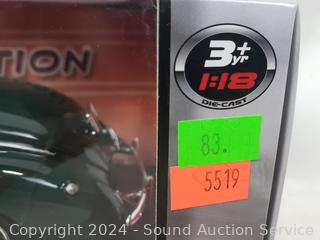 TION
3+
yr
1:18
DIE-CAST
83.
5519
Copyright 2024 - Sound Auction Service